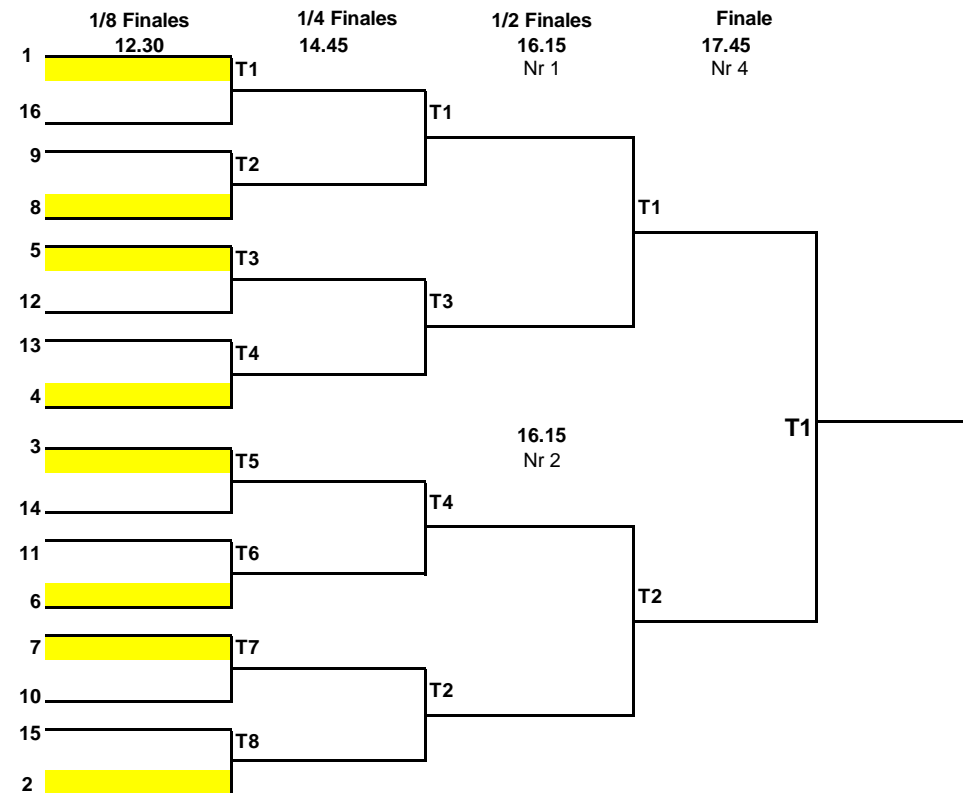 1/8 Finales 1/4 Finales 1/2 Finales Finale
12.30 14.45 16.15 17.45
Nr 1 Nr 4
1
T1
16
T1
9
T2
8
T1
5
T3
12
T3
13
T4
4
16.15
T1
Nr 2
3
T5
14
T4
11
T6
6
T2
7
T7
10
T2
15
T8
2